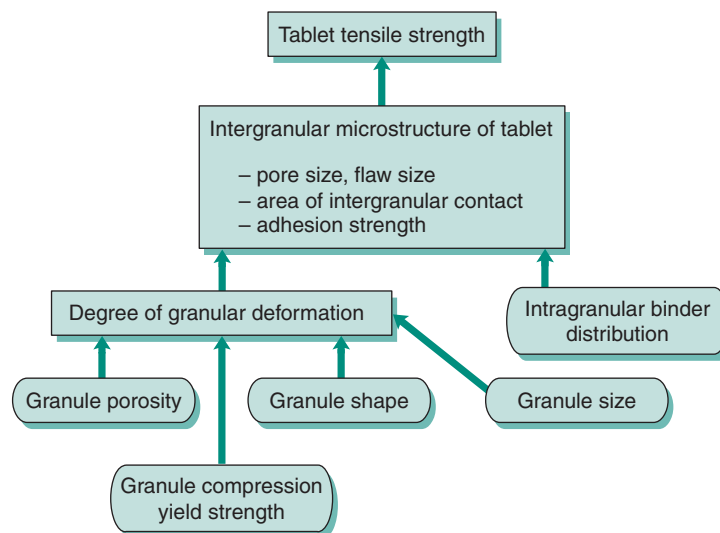 Tablet tensile strength
Intergranular microstructure of tablet
– pore size, flaw size
– area of intergranular contact
– adhesion strength
Degree of granular deformation
Intragranular binder
distribution
Granule porosity
Granule shape
Granule size
Granule compression
yield strength